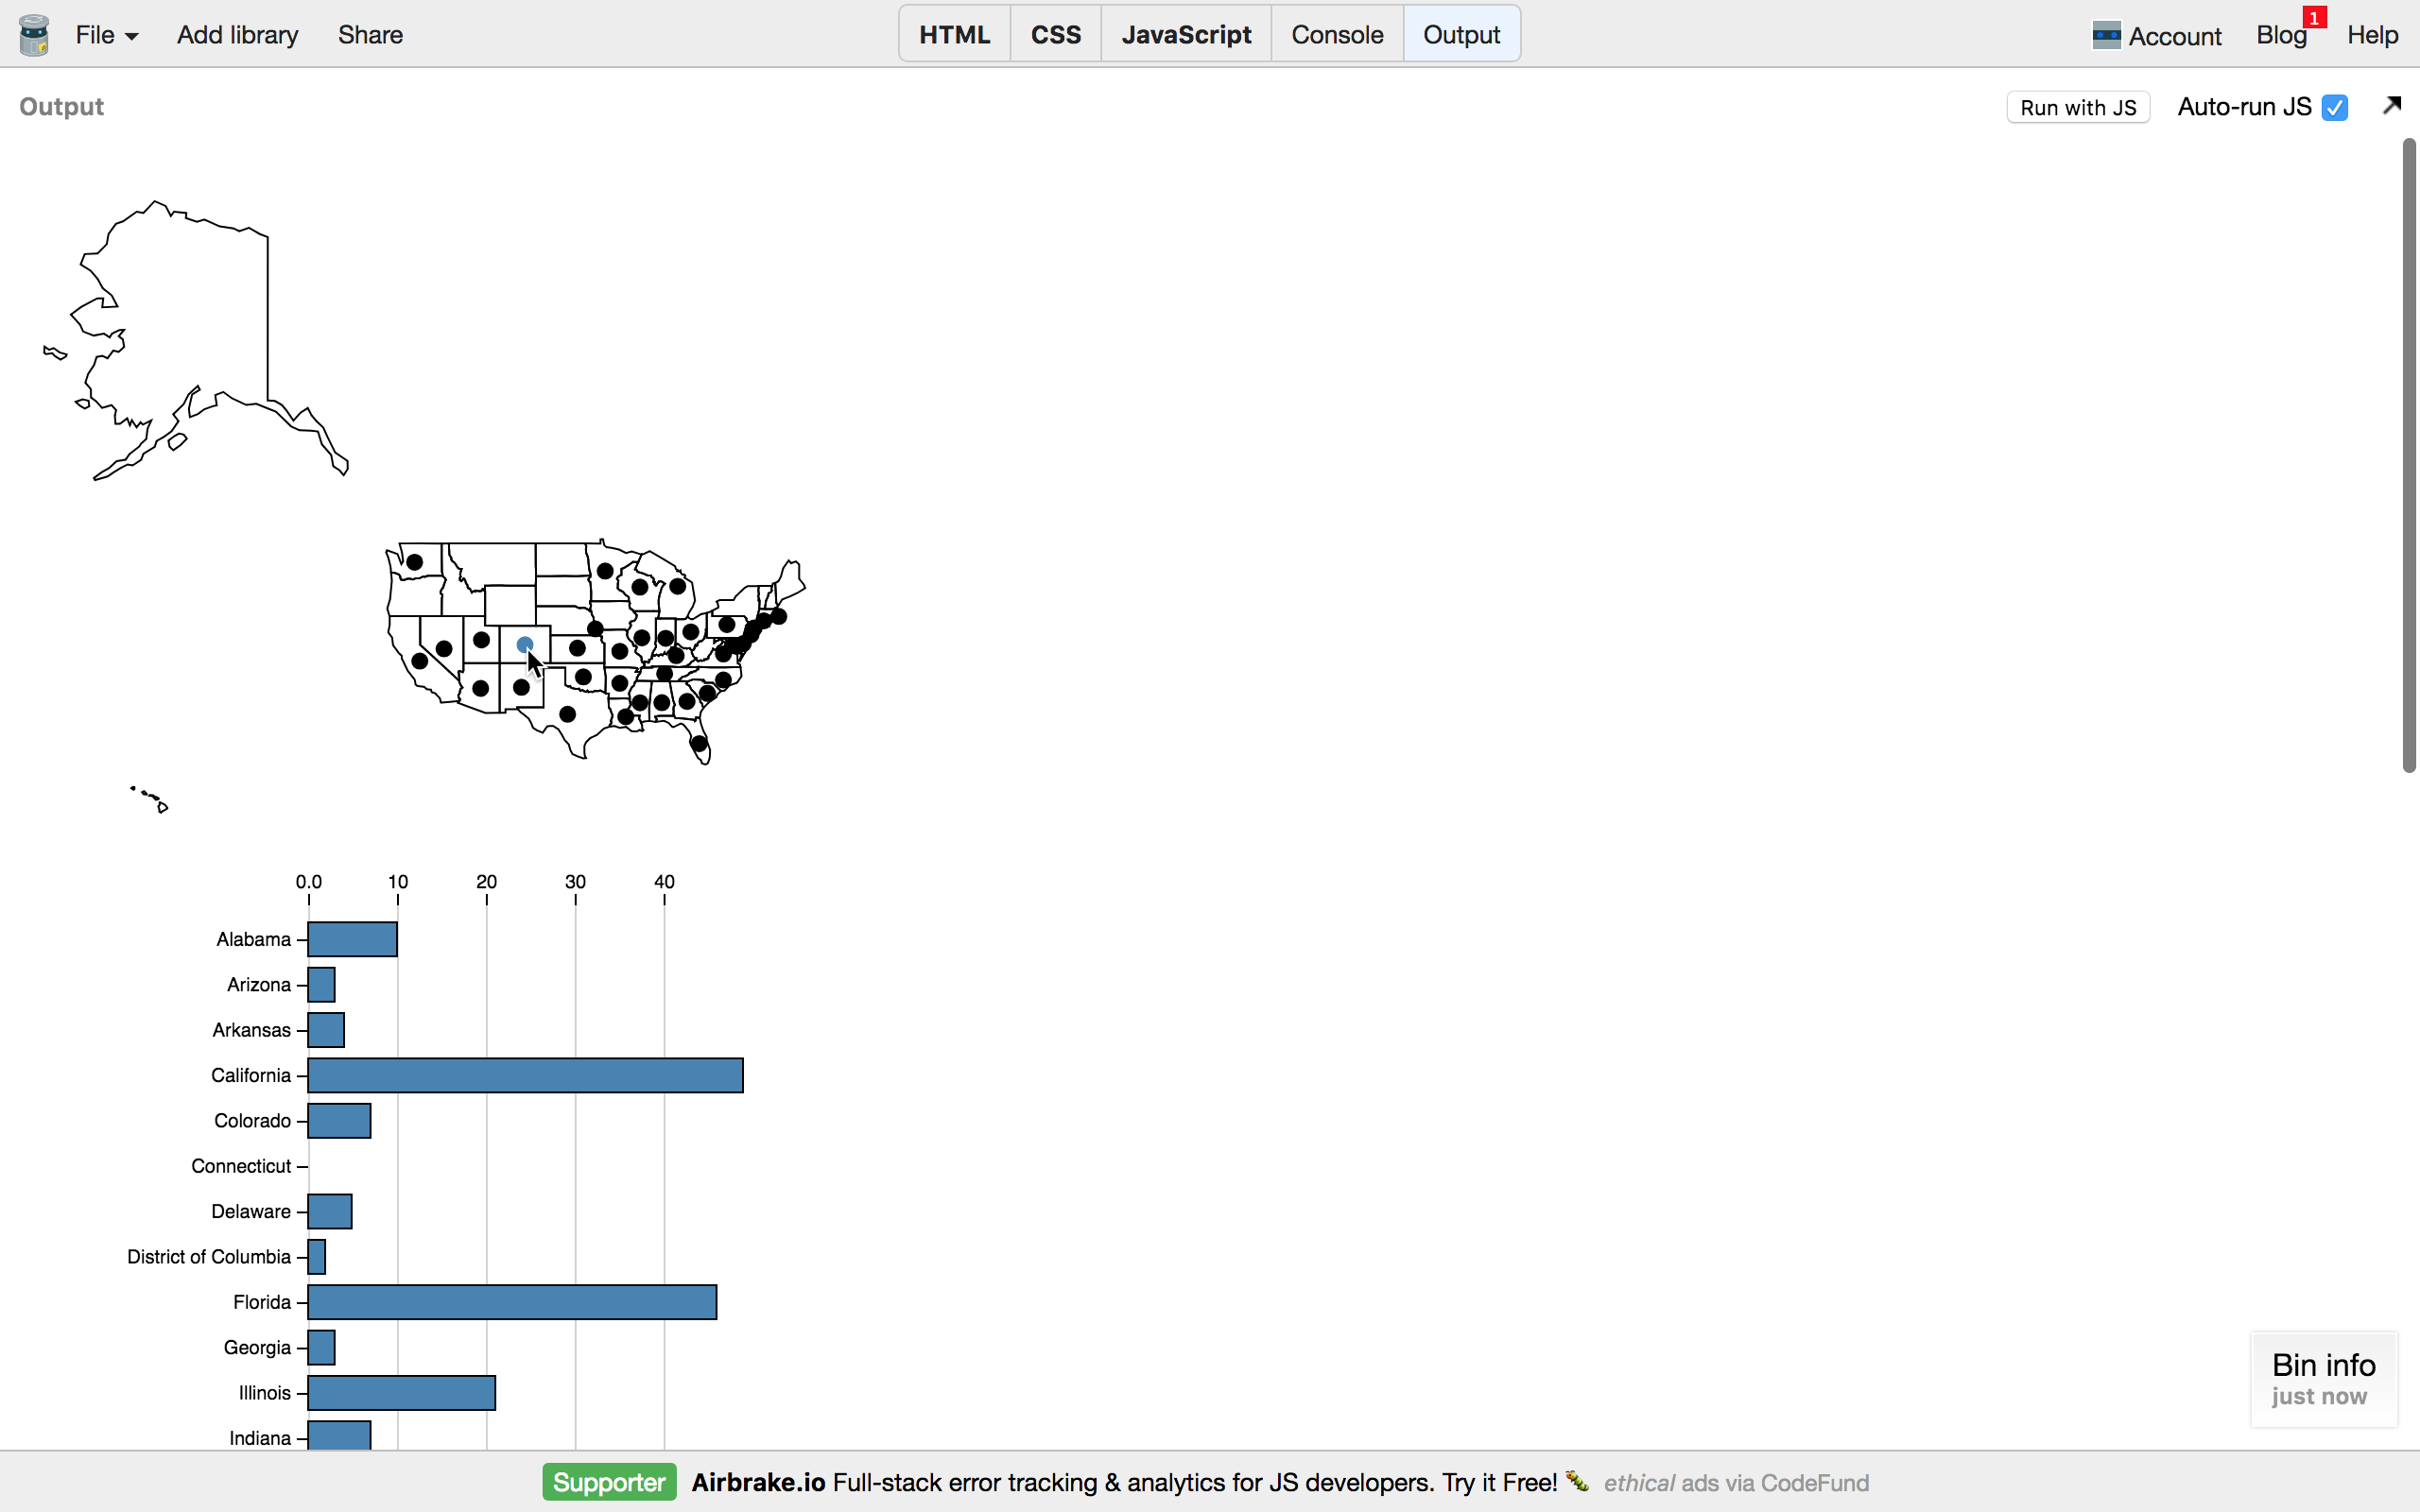 File Add library Share HTML CSS JavaScript Console Output Account Blog 1 Help
Output Run with JS Auto-run JS
0.0 10 20 30 40
Alabama
Arizona
Arkansas
California
Colorado
Connecticut
Delaware
District of Columbia
Florida
Georgia
Illinois
Indiana
Bin info
just now
Supporter Airbrake.io Full-stack error tracking & analytics for JS developers. Try it Free! 🐛 ethical ads via CodeFund